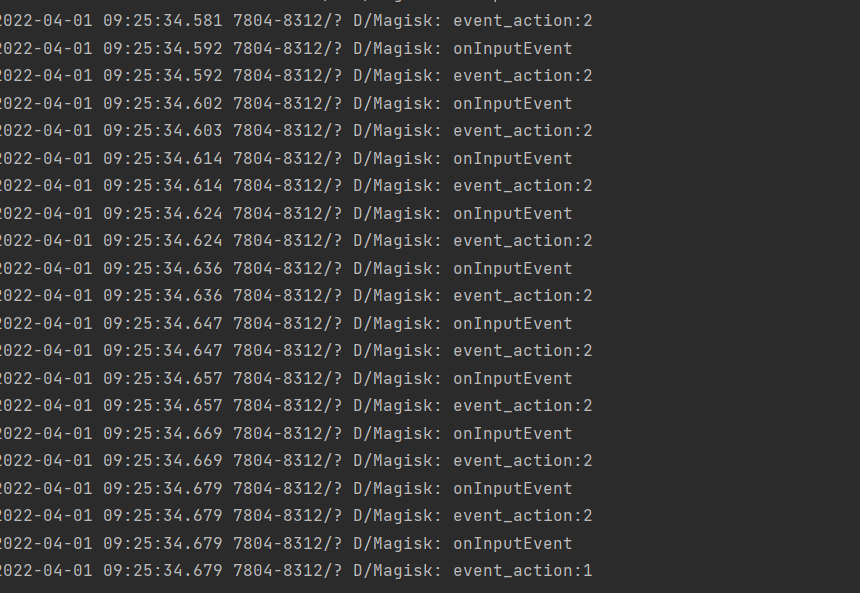 2022-04-01 09:25:34.581 7804-8312/? D/Magisk: event_action:2
2022-04-01 09:25:34.592 7804-8312/? D/Magisk: onInputEvent
2022-04-01 09:25:34.592 7804-8312/? D/Magisk: event_action:2
2022-04-01 09:25:34.602 7804-8312/? D/Magisk: onInputEvent
2022-04-01 09:25:34.603 7804-8312/? D/Magisk: event_action:2
2022-04-01 09:25:34.614 7804-8312/? D/Magisk: onInputEvent
2022-04-01 09:25:34.614 7804-8312/? D/Magisk: event_action:2
2022-04-01 09:25:34.624 7804-8312/? D/Magisk: onInputEvent
2022-04-01 09:25:34.624 7804-8312/? D/Magisk: event_action:2
2022-04-01 09:25:34.636 7804-8312/? D/Magisk: onInputEvent
2022-04-01 09:25:34.636 7804-8312/? D/Magisk: event_action:2
2022-04-01 09:25:34.647 7804-8312/? D/Magisk: onInputEvent
2022-04-01 09:25:34.647 7804-8312/? D/Magisk: event_action:2
2022-04-01 09:25:34.657 7804-8312/? D/Magisk: onInputEvent
2022-04-01 09:25:34.657 7804-8312/? D/Magisk: event_action:2
2022-04-01 09:25:34.669 7804-8312/? D/Magisk: onInputEvent
2022-04-01 09:25:34.669 7804-8312/? D/Magisk: event_action:2
2022-04-01 09:25:34.679 7804-8312/? D/Magisk: onInputEvent
2022-04-01 09:25:34.679 7804-8312/? D/Magisk: event_action:2
2022-04-01 09:25:34.679 7804-8312/? D/Magisk: onInputEvent
2022-04-01 09:25:34.679 7804-8312/? D/Magisk: event_action:1